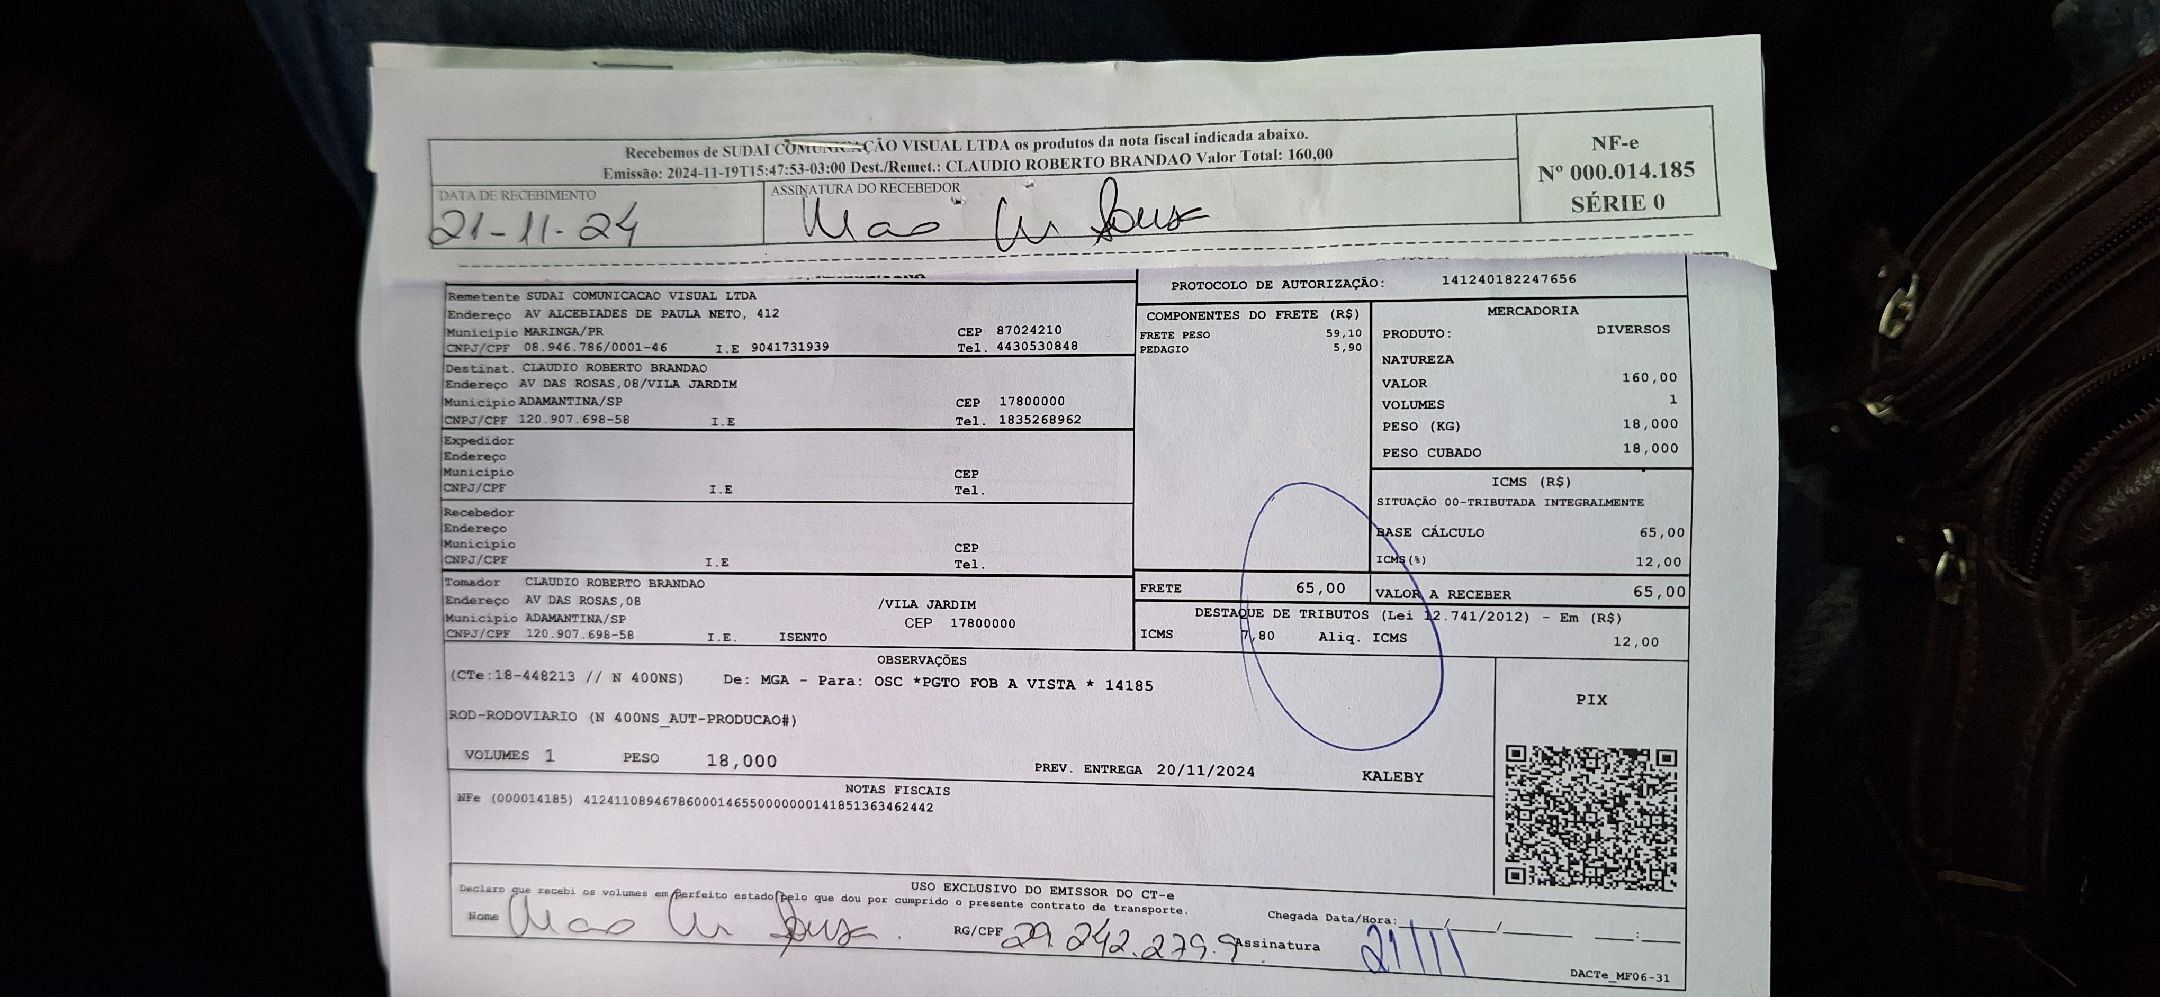 Recebemos de SUDAI COMUNICAÇÃO VISUAL LTDA os produtos da nota fiscal indicada abaixo.
Emissão: 2024-11-19T15:47:53-03:00 Dest./Remet.: CLAUDIO ROBERTO BRANDAO Valor Total: 160,00
NF-e
Nº 000.014.185
SÉRIE 0
DATA DE RECEBIMENTO
21-11-24
ASSINATURA DO RECEBEDOR
PROTOCOLO DE AUTORIZAÇÃO: 141240182247656
Remetente SUDAI COMUNICACAO VISUAL LTDA
Endereço AV ALCEBIADES DE PAULA NETO, 412
Municipio MARINGA/PR CEP 87024210
CNPJ/CPF 08.946.786/0001-46 I.E 9041731939 Tel. 4430530848
Destinat. CLAUDIO ROBERTO BRANDAO
Endereço AV DAS ROSAS,08/VILA JARDIM
Municipio ADAMANTINA/SP CEP 17800000
CNPJ/CPF 120.907.698-58 I.E Tel. 1835268962
Expedidor
Endereço
Municipio CEP
CNPJ/CPF I.E Tel.
Recebedor
Endereço
Municipio CEP
CNPJ/CPF I.E Tel.
Tomador CLAUDIO ROBERTO BRANDAO
Endereço AV DAS ROSAS,08 /VILA JARDIM
Municipio ADAMANTINA/SP CEP 17800000
CNPJ/CPF 120.907.698-58 I.E. ISENTO
COMPONENTES DO FRETE (R$)
FRETE PESO 59,10
PEDAGIO 5,90
MERCADORIA
PRODUTO: DIVERSOS
NATUREZA
VALOR 160,00
VOLUMES 1
PESO (KG) 18,000
PESO CUBADO 18,000
ICMS (R$)
SITUAÇÃO 00-TRIBUTADA INTEGRALMENTE
BASE CÁLCULO 65,00
ICMS(%) 12,00
FRETE 65,00 VALOR A RECEBER 65,00
DESTAQUE DE TRIBUTOS (Lei 12.741/2012) - Em (R$)
ICMS 7,80 Aliq. ICMS 12,00
OBSERVAÇÕES
(CTe:18-448213 // N 400NS) De: MGA - Para: OSC *PGTO FOB A VISTA * 14185
ROD-RODOVIARIO (N 400NS_AUT-PRODUCAO#)
VOLUMES 1 PESO 18,000 PREV. ENTREGA 20/11/2024 KALEBY
PIX
NOTAS FISCAIS
NFe (000014185) 41241108946786000146550000000141851363462442
USO EXCLUSIVO DO EMISSOR DO CT-e
Declaro que recebi os volumes em perfeito estado pelo que dou por cumprido o presente contrato de transporte.
Nome RG/CPF 29.242.279.9 Assinatura
Chegada Data/Hora: __/__/__ __:__
21/11
DACTe_MF06-31